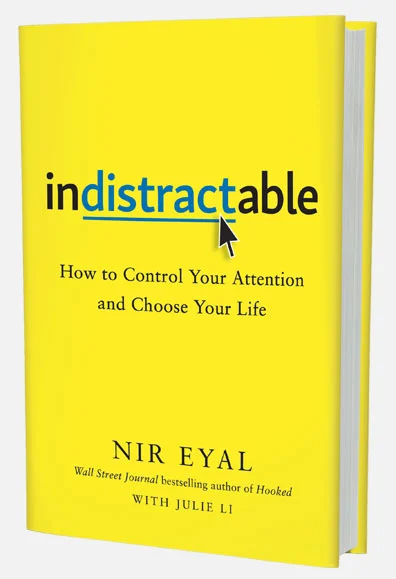 indistractable
How to Control Your Attention
and Choose Your Life
NIR EYAL
Wall Street Journal bestselling author of Hooked
WITH JULIE LI